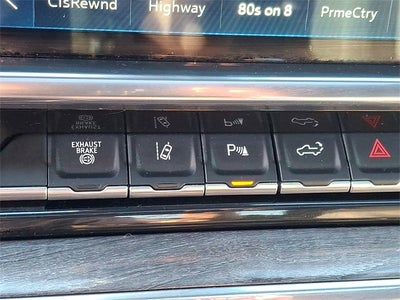 ClsRewnd Highway 80s on 8 PrmeCtry
EXHAUST
BRAKE
P